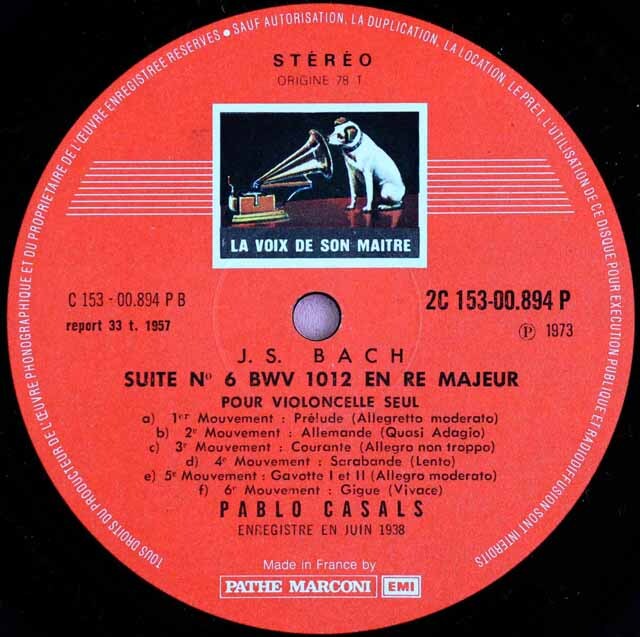 TOUS DROITS DU PRODUCTEUR DE L'ŒUVRE PHONOGRAPHIQUE ET DU PROPRIETAIRE DE L'ŒUVRE ENREGISTREE RESERVES ● SAUF AUTORISATION, LA DUPLICATION, LA LOCATION, LE PRET, L'UTILISATION DE CE DISQUE POUR EXECUTION PUBLIQUE ET RADIODIFFUSION SONT INTERDITS
STÉRÉO
ORIGINE 78 T
LA VOIX DE SON MAITRE
C 153 - 00.894 P B
2C 153-00.894 P
report 33 t. 1957
Ⓟ 1973
J. S. BACH
SUITE N° 6 BWV 1012 EN RE MAJEUR
POUR VIOLONCELLE SEUL
a) 1er Mouvement : Prélude (Allegretto moderato)
b) 2e Mouvement : Allemande (Quasi Adagio)
c) 3e Mouvement : Courante (Allegro non troppo)
d) 4e Mouvement : Sarabande (Lento)
e) 5e Mouvement : Gavotte I et II (Allegro moderato)
f) 6e Mouvement : Gigue (Vivace)
PABLO CASALS
ENREGISTRE EN JUIN 1938
Made in France by
PATHE MARCONI EMI